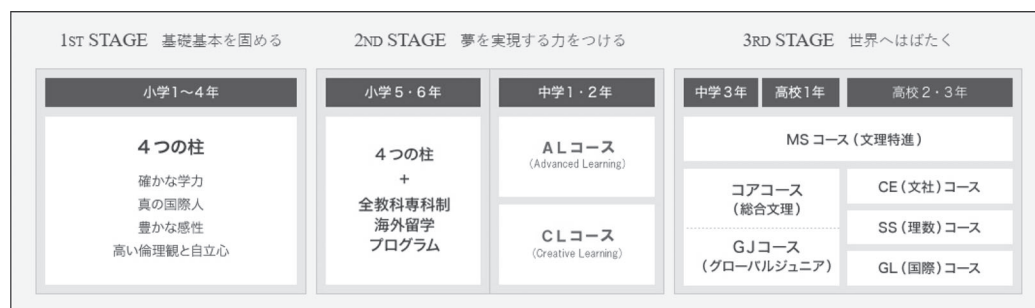 1ST STAGE 基礎基本を固める
小学1～4年
4つの柱
確かな学力
真の国際人
豊かな感性
高い倫理観と自立心
2ND STAGE 夢を実現する力をつける
小学5・6年
4つの柱
+
全教科専科制
海外留学
プログラム
中学1・2年
ALコース
(Advanced Learning)
CLコース
(Creative Learning)
3RD STAGE 世界へはばたく
中学3年
高校1年
高校2・3年
MSコース(文理特進)
コアコース
(総合文理)
GJコース
(グローバルジュニア)
CE(文社)コース
SS(理数)コース
GL(国際)コース